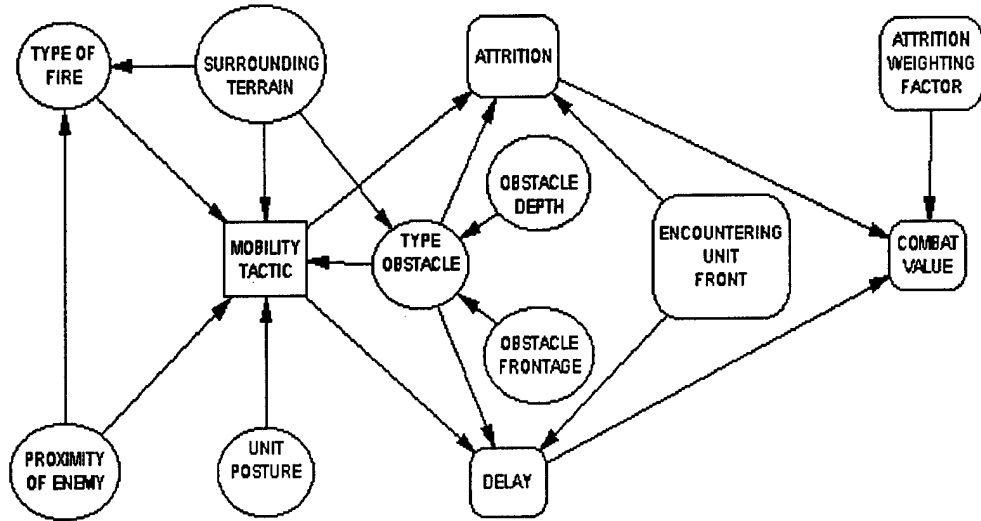 TYPE OF
FIRE
SURROUNDING
TERRAIN
ATTRITION
ATTRITION
WEIGHTING
FACTOR
OBSTACLE
DEPTH
MOBILITY
TACTIC
TYPE
OBSTACLE
ENCOUNTERING
UNIT
FRONT
COMBAT
VALUE
OBSTACLE
FRONTAGE
PROXIMITY
OF ENEMY
UNIT
POSTURE
DELAY